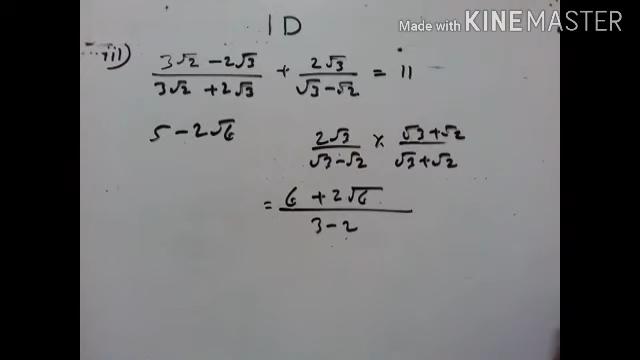 Made with KINEMASTER
1D
iii) (3√2 - 2√3)/(3√2 + 2√3) + 2√3/(√3 - √2) = 11
5 - 2√6
2√3/(√3 - √2) × (√3 + √2)/(√3 + √2)
= (6 + 2√6)/(3 - 2)